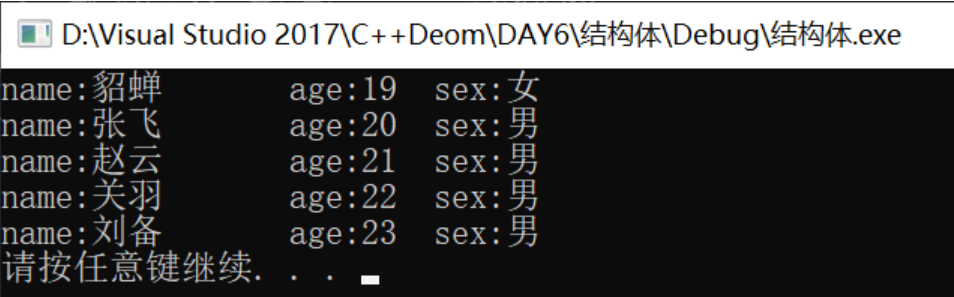 D:\Visual Studio 2017\C++Deom\DAY6\结构体\Debug\结构体.exe
name:貂蝉 age:19 sex:女
name:张飞 age:20 sex:男
name:赵云 age:21 sex:男
name:关羽 age:22 sex:男
name:刘备 age:23 sex:男
请按任意键继续. . .